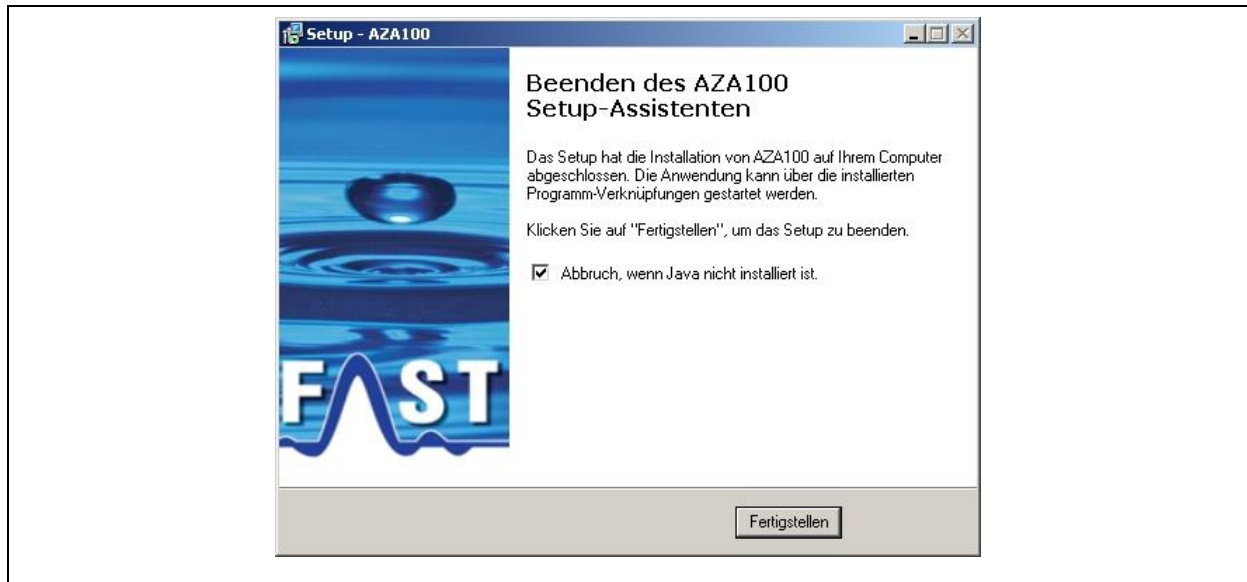 Setup - AZA100
Beenden des AZA100
Setup-Assistenten
Das Setup hat die Installation von AZA100 auf Ihrem Computer
abgeschlossen. Die Anwendung kann über die installierten
Programm-Verknüpfungen gestartet werden.
Klicken Sie auf "Fertigstellen", um das Setup zu beenden.
Abbruch, wenn Java nicht installiert ist.
FAST
Fertigstellen